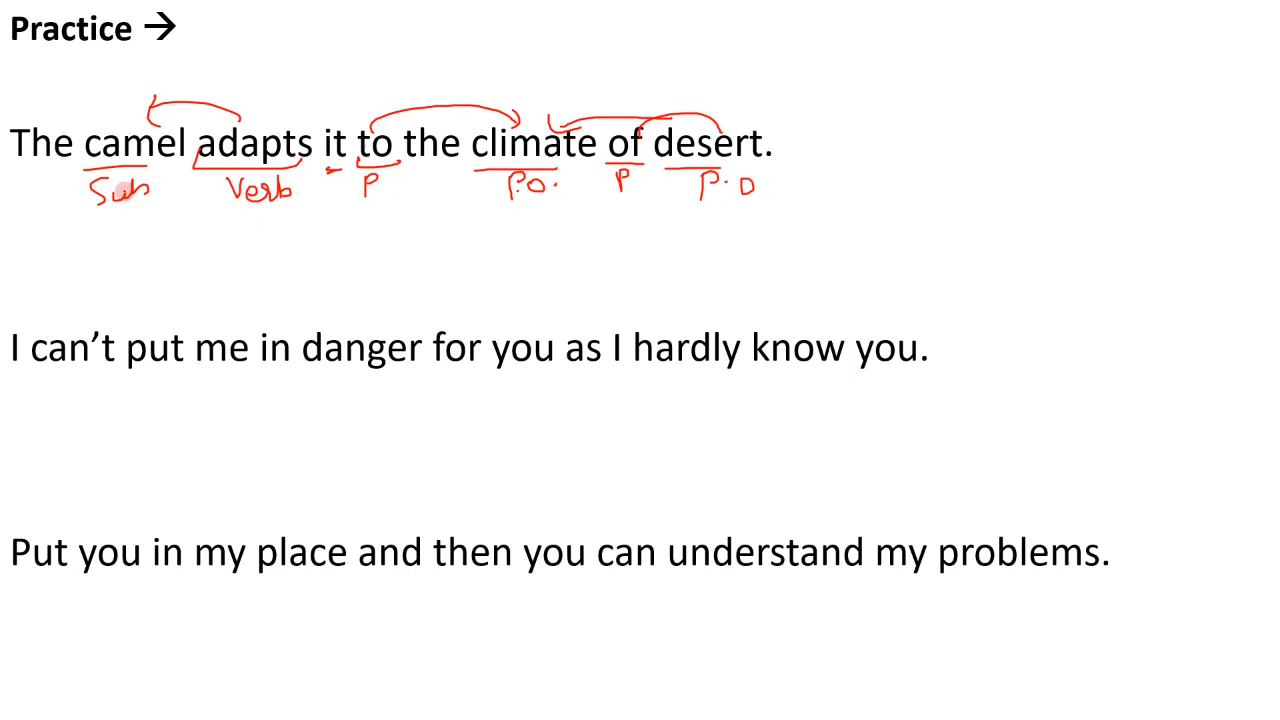 Practice →
The camel adapts it to the climate of desert.
Sub Verb P P.O. P P.O
I can’t put me in danger for you as I hardly know you.
Put you in my place and then you can understand my problems.